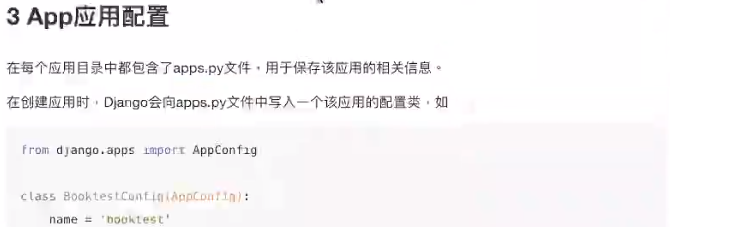 3 App应用配置
在每个应用目录中都包含了apps.py文件，用于保存该应用的相关信息。
在创建应用时，Django会向apps.py文件中写入一个该应用的配置类，如
from django.apps import AppConfig
class BooktestConfig(AppConfig):
    name = 'booktest'